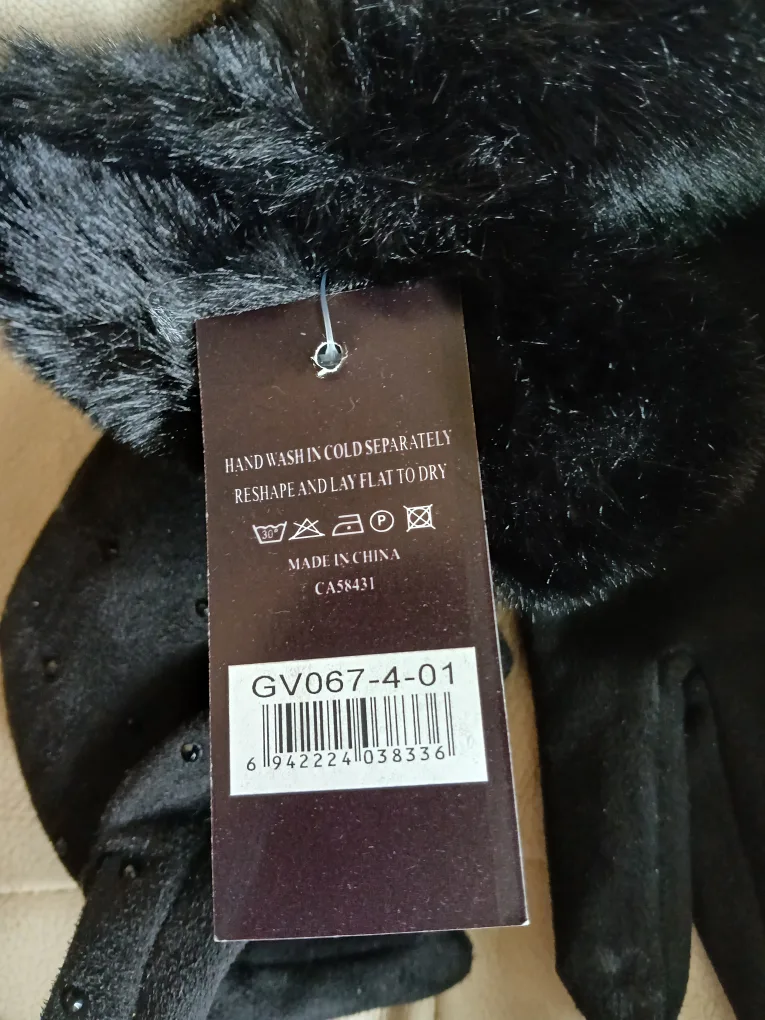 HAND WASH IN COLD SEPARATELY
RESHAPE AND LAY FLAT TO DRY
30° P
MADE IN CHINA
CA58431
GV067-4-01
6 942224 038336